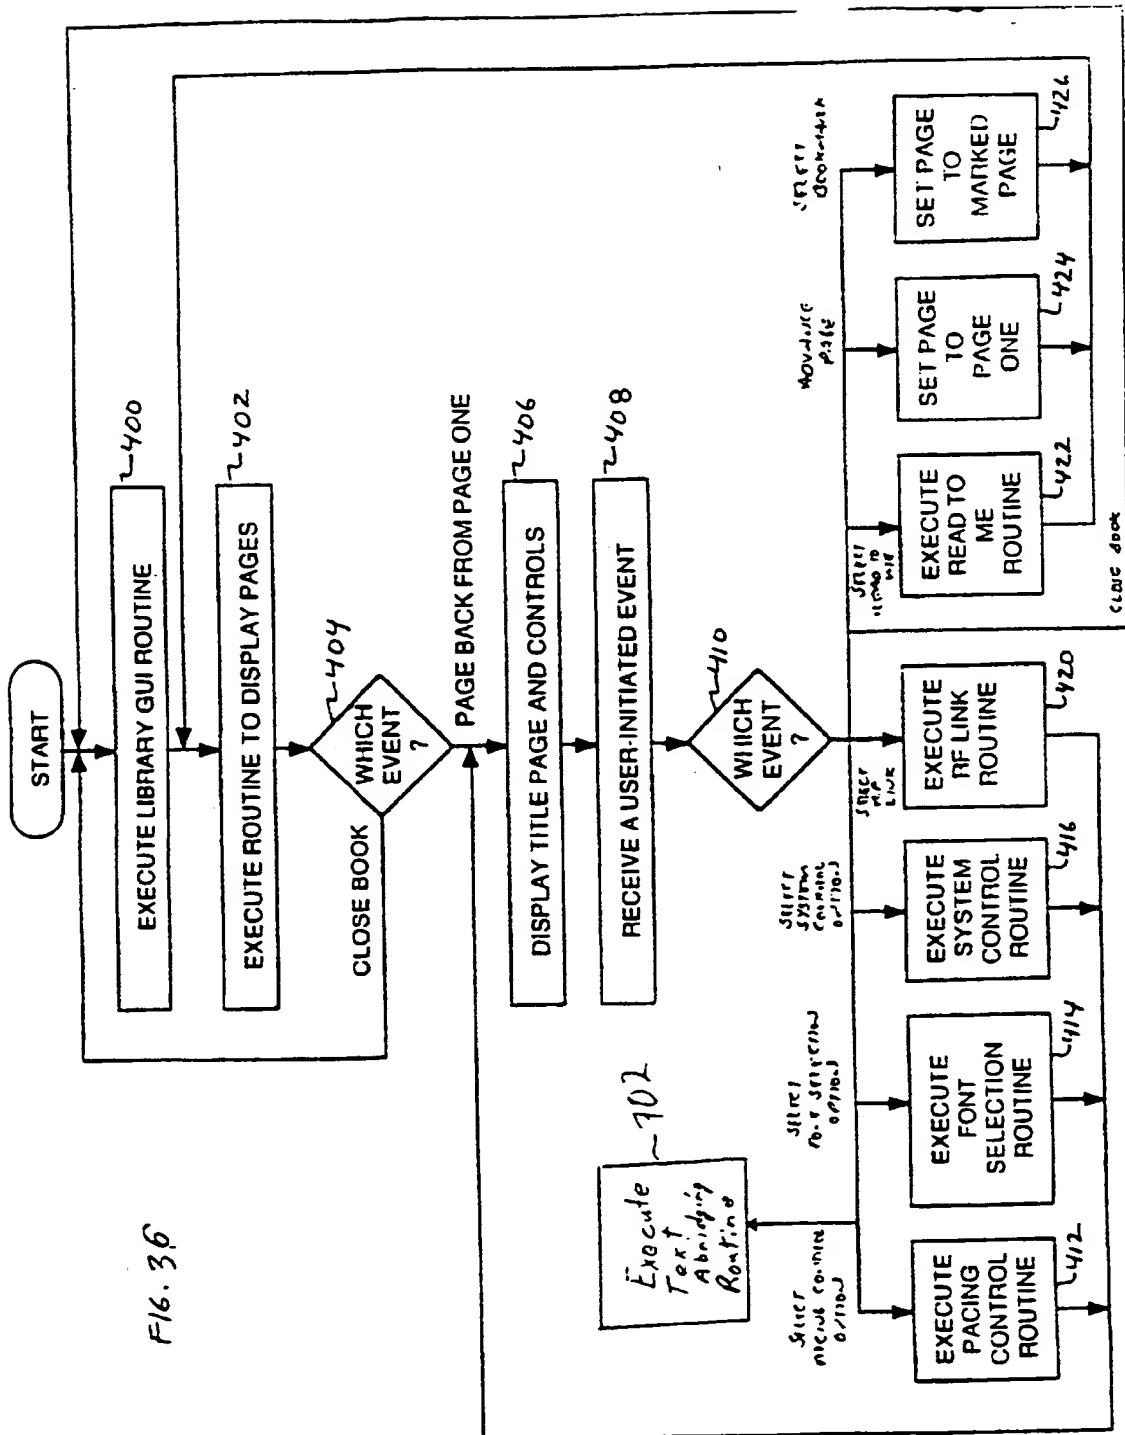 START
EXECUTE LIBRARY GUI ROUTINE
400
EXECUTE ROUTINE TO DISPLAY PAGES
402
WHICH
EVENT
?
404
CLOSE BOOK
PAGE BACK FROM PAGE ONE
DISPLAY TITLE PAGE AND CONTROLS
406
RECEIVE A USER-INITIATED EVENT
408
WHICH
EVENT
?
410
Execute
Text
Abridging
Routine
702
SELECT
PACING CONTROL
OPTION
EXECUTE
PACING
CONTROL
ROUTINE
412
SELECT
FONT SELECTION
OPTION
EXECUTE
FONT
SELECTION
ROUTINE
414
SELECT
SYSTEM
CONTROL
OPTION
EXECUTE
SYSTEM
CONTROL
ROUTINE
416
SELECT
RF
LINK
EXECUTE
RF LINK
ROUTINE
420
SELECT
READ TO
ME
EXECUTE
READ TO
ME
ROUTINE
422
ADVANCE
PAGE
SET PAGE
TO
PAGE
ONE
424
SELECT
BOOKMARK
SET PAGE
TO
MARKED
PAGE
426
CLOSE BOOK
FIG. 36